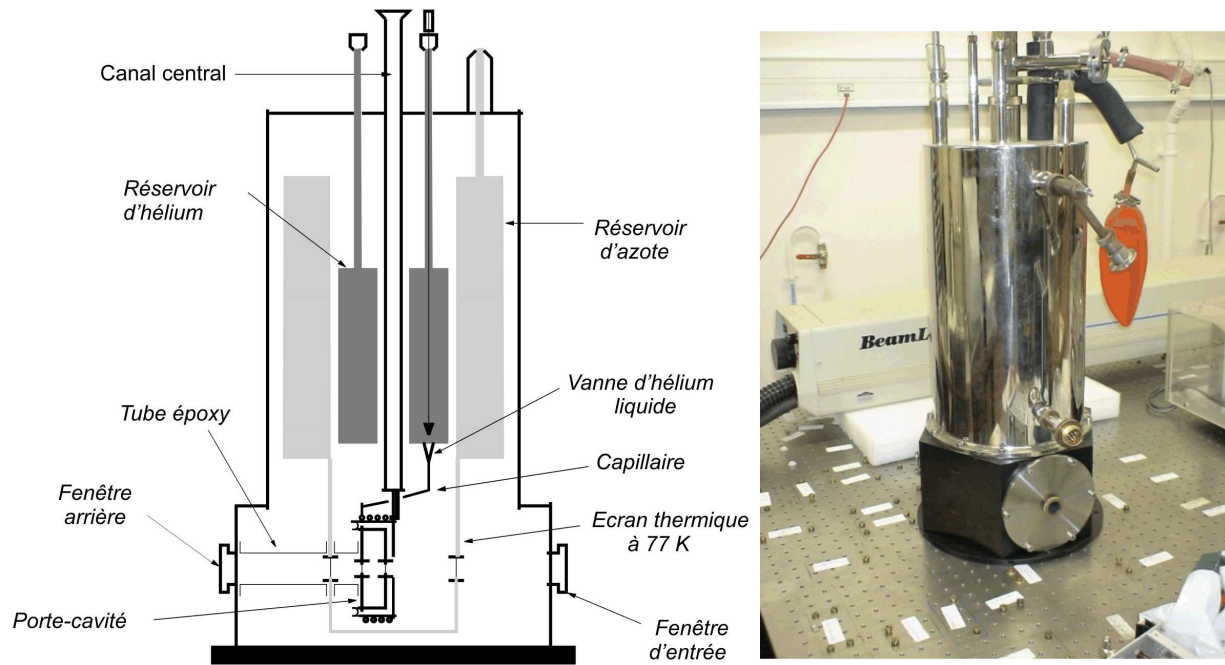 Canal central
Réservoir
d'hélium
Réservoir
d'azote
Vanne d'hélium
liquide
Tube époxy
Capillaire
Fenêtre
arrière
Ecran thermique
à 77 K
Porte-cavité
Fenêtre
d'entrée